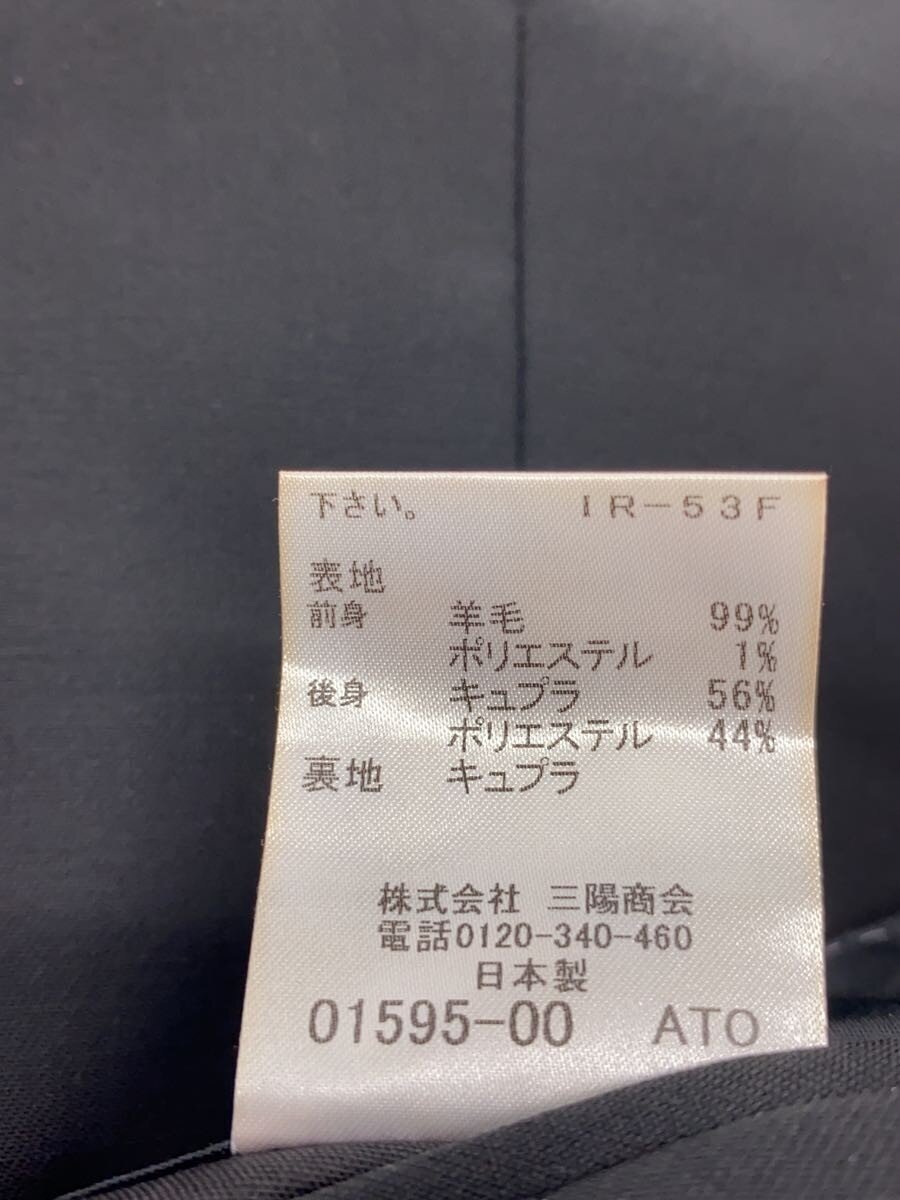 下さい。 IR-53F
表地
前身 羊毛 99%
ポリエステル 1%
後身 キュプラ 56%
ポリエステル 44%
裏地 キュプラ
株式会社 三陽商会
電話0120-340-460
日本製
01595-00 ATO